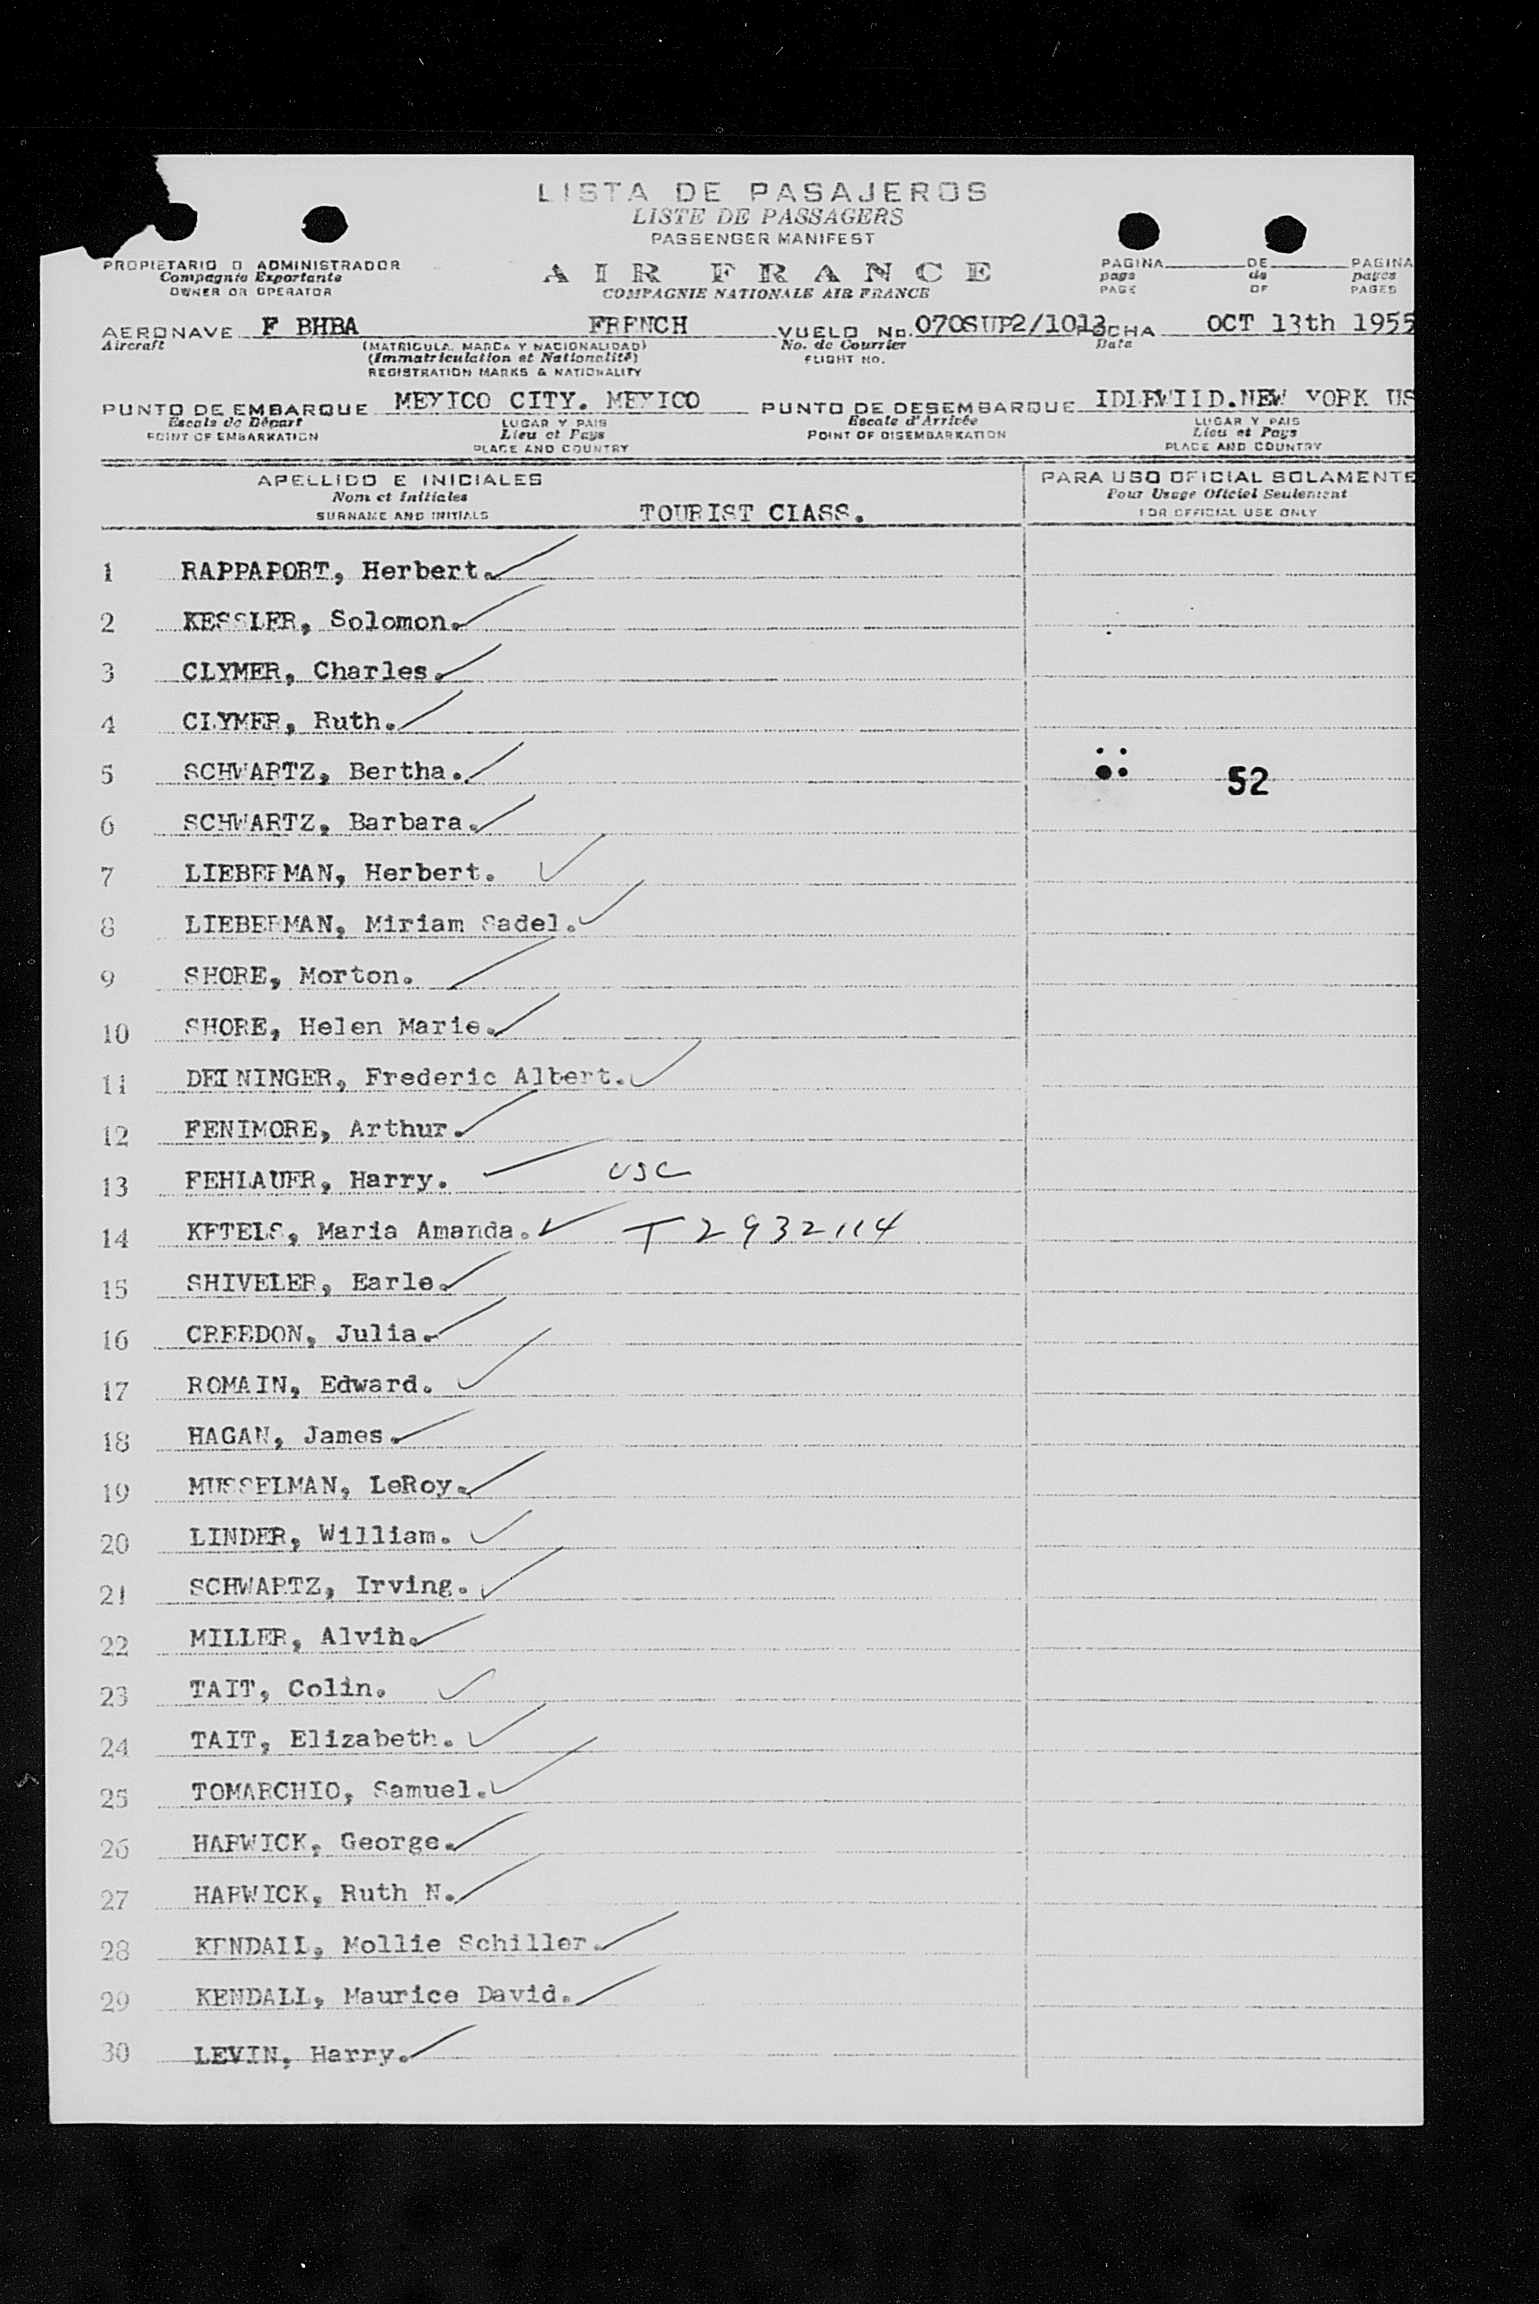 LISTA DE PASAJEROS
LISTE DE PASSAGERS
PASSENGER MANIFEST
PROPIETARIO O ADMINISTRADOR
Compagnie Exportante
OWNER OR OPERATOR
AIR FRANCE
COMPAGNIE NATIONALE AIR FRANCE
PAGINA DE PAGINA
page de pages
PAGE OF PAGES
AERONAVE F BHBA FRENCH VUELO No. 070SUP2/1013 FECHA OCT 13th 1955
Aircraft (MATRICULA, MARCA Y NACIONALIDAD) No. de Courrier Date
(Immatriculation et Nationalité) FLIGHT NO.
REGISTRATION MARKS & NATIONALITY
PUNTO DE EMBARQUE MEXICO CITY. MEXICO PUNTO DE DESEMBARQUE IDLEWILD.NEW YORK US
Escale de Départ LUGAR Y PAIS Escale d'Arrivée LUGAR Y PAIS
POINT OF EMBARKATION Lieu et Pays POINT OF DISEMBARKATION Lieu et Pays
PLACE AND COUNTRY PLACE AND COUNTRY
APELLIDO E INICIALES PARA USO OFICIAL SOLAMENTE
Nom et Initiales Pour Usage Officiel Seulement
SURNAME AND INITIALS TOURIST CLASS. FOR OFFICIAL USE ONLY
1 RAPPAPORT, Herbert.
2 KESSLER, Solomon.
3 CLYMER, Charles.
4 CLYMER, Ruth.
5 SCHWARTZ, Bertha. 52
6 SCHWARTZ, Barbara.
7 LIEBERMAN, Herbert.
8 LIEBERMAN, Miriam Sadel.
9 SHORE, Morton.
10 SHORE, Helen Marie.
11 DEININGER, Frederic Albert.
12 FENIMORE, Arthur.
13 FEHLAUER, Harry. USC
14 KETELS, Maria Amanda. T 2932114
15 SHIVELER, Earle.
16 CREEDON, Julia.
17 ROMAIN, Edward.
18 HAGAN, James.
19 MUSSELMAN, LeRoy.
20 LINDER, William.
21 SCHWARTZ, Irving.
22 MILLER, Alvin.
23 TAIT, Colin.
24 TAIT, Elizabeth.
25 TOMARCHIO, Samuel.
26 HARWICK, George.
27 HARWICK, Ruth N.
28 KENDALL, Mollie Schiller.
29 KENDALL, Maurice David.
30 LEVIN, Harry.